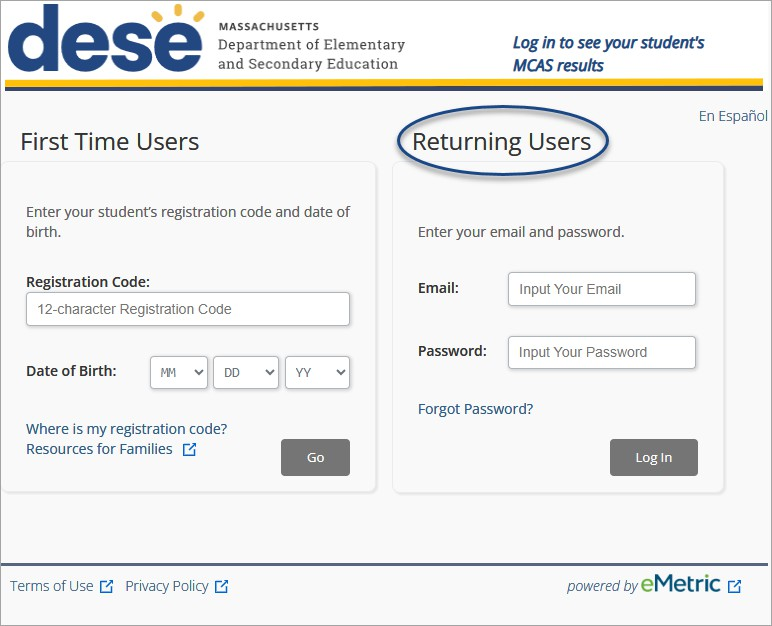 dese
MASSACHUSETTS
Department of Elementary
and Secondary Education
Log in to see your student's
MCAS results
En Español
First Time Users
Enter your student's registration code and date of
birth.
Registration Code:
12-character Registration Code
Date of Birth:
MM
DD
YY
Where is my registration code?
Resources for Families
Go
Returning Users
Enter your email and password.
Email:
Input Your Email
Password:
Input Your Password
Forgot Password?
Log In
Terms of Use
Privacy Policy
powered by eMetric